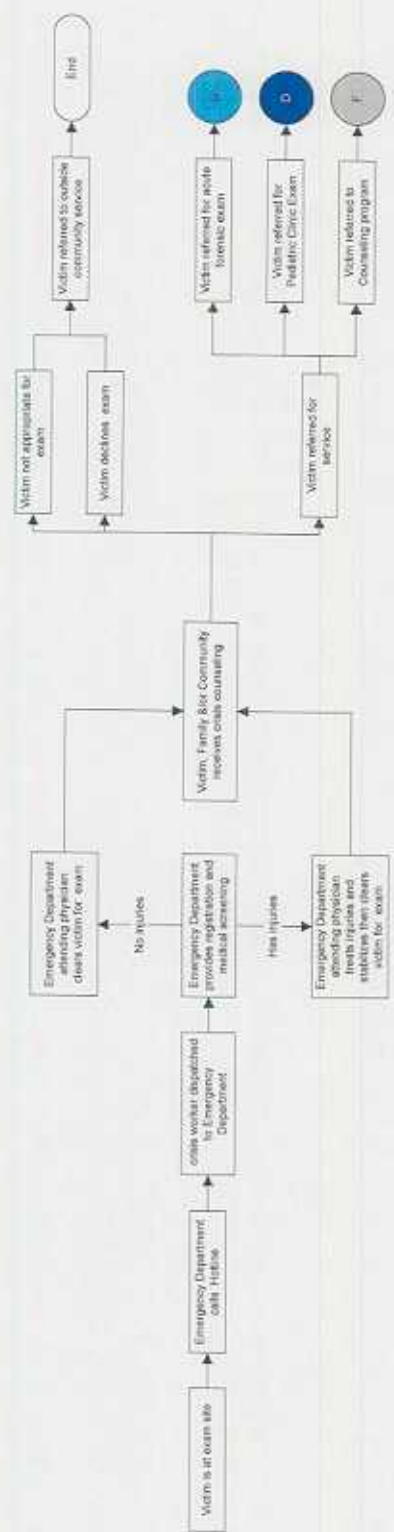 Victim is at exam site
Emergency Department
calls Hotline
crisis worker dispatched
to Emergency
Department
Emergency Department
provides registration and
medical screening
No Injuries
Emergency Department
attending physician
clears victim for exam
Has Injuries
Emergency Department
attending physician
treats injuries and
stabilizes then clears
victim for exam
Victim, Family &/or Community
receives crisis counseling
Victim not appropriate for
exam
Victim declines exam
Victim referred to outside
community service
End
Victim referred for
service
Victim referred for acute
forensic exam
Victim referred for
Pediatric Clinic Exam
D
Victim referred to
Counseling program
F